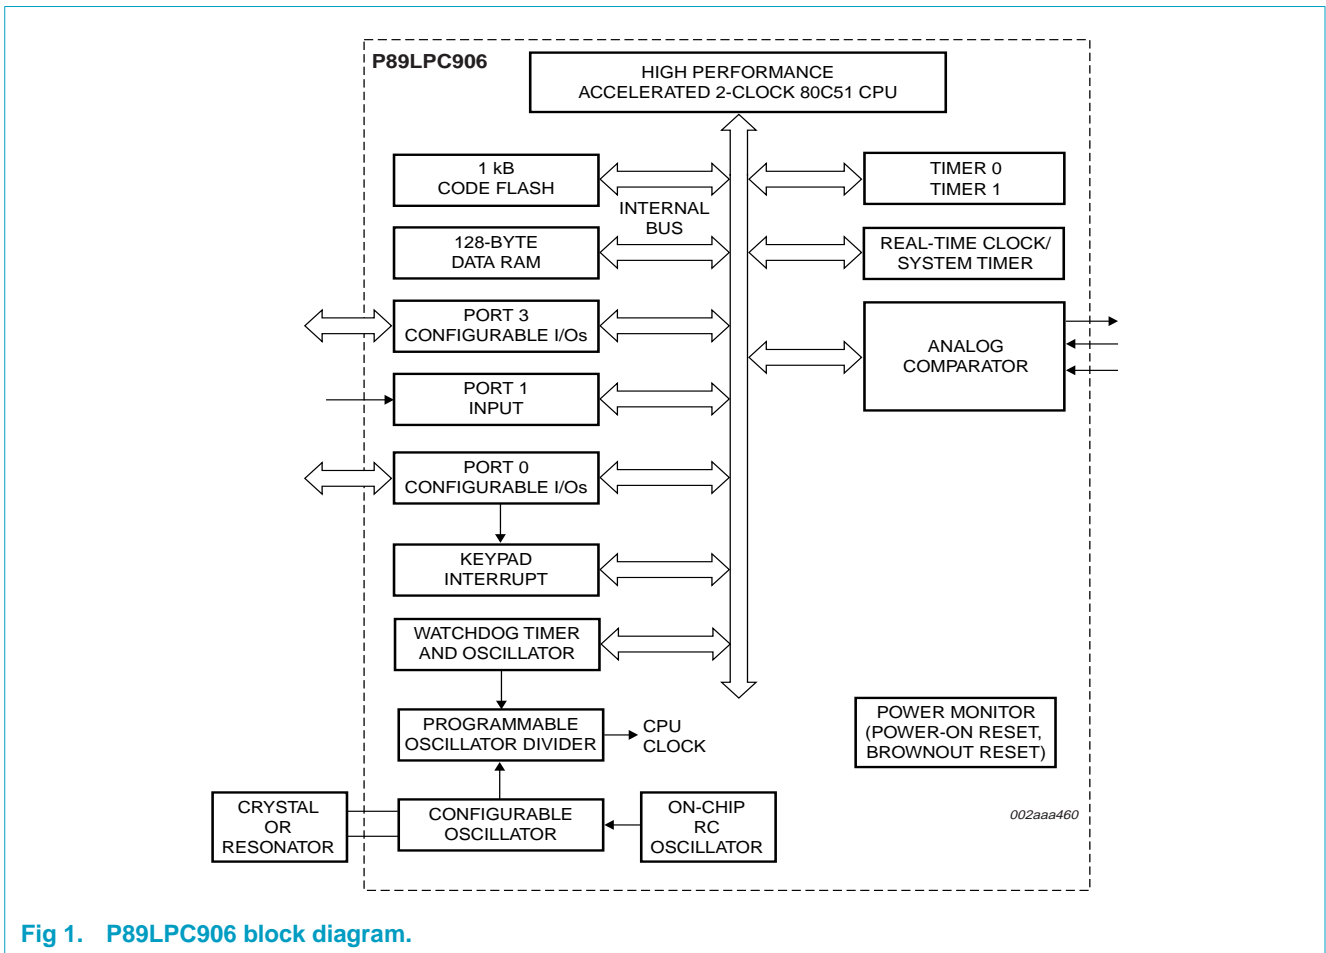 P89LPC906
HIGH PERFORMANCE
ACCELERATED 2-CLOCK 80C51 CPU
1 kB
CODE FLASH
TIMER 0
TIMER 1
INTERNAL
BUS
128-BYTE
DATA RAM
REAL-TIME CLOCK/
SYSTEM TIMER
PORT 3
CONFIGURABLE I/Os
ANALOG
COMPARATOR
PORT 1
INPUT
PORT 0
CONFIGURABLE I/Os
KEYPAD
INTERRUPT
WATCHDOG TIMER
AND OSCILLATOR
PROGRAMMABLE
OSCILLATOR DIVIDER
CPU
CLOCK
POWER MONITOR
(POWER-ON RESET,
BROWNOUT RESET)
CRYSTAL
OR
RESONATOR
CONFIGURABLE
OSCILLATOR
ON-CHIP
RC
OSCILLATOR
002aaa460
Fig 1. P89LPC906 block diagram.